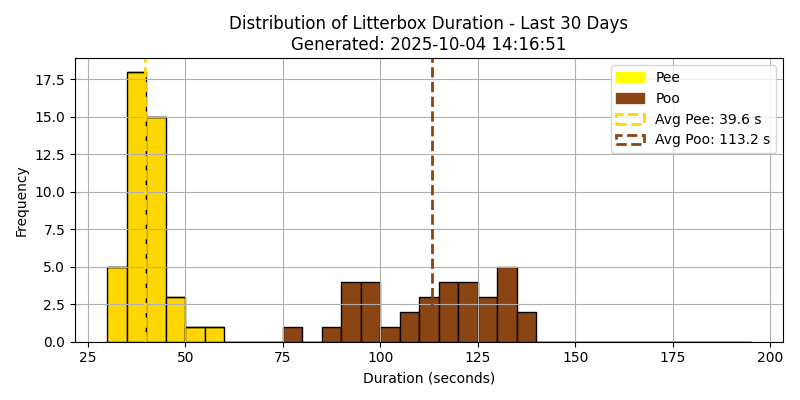 Distribution of Litterbox Duration - Last 30 Days
Generated: 2025-10-04 14:16:51
Pee
Poo
Avg Pee: 39.6 s
Avg Poo: 113.2 s
17.5
15.0
12.5
10.0
7.5
5.0
2.5
0.0
Frequency
25 50 75 100 125 150 175 200
Duration (seconds)